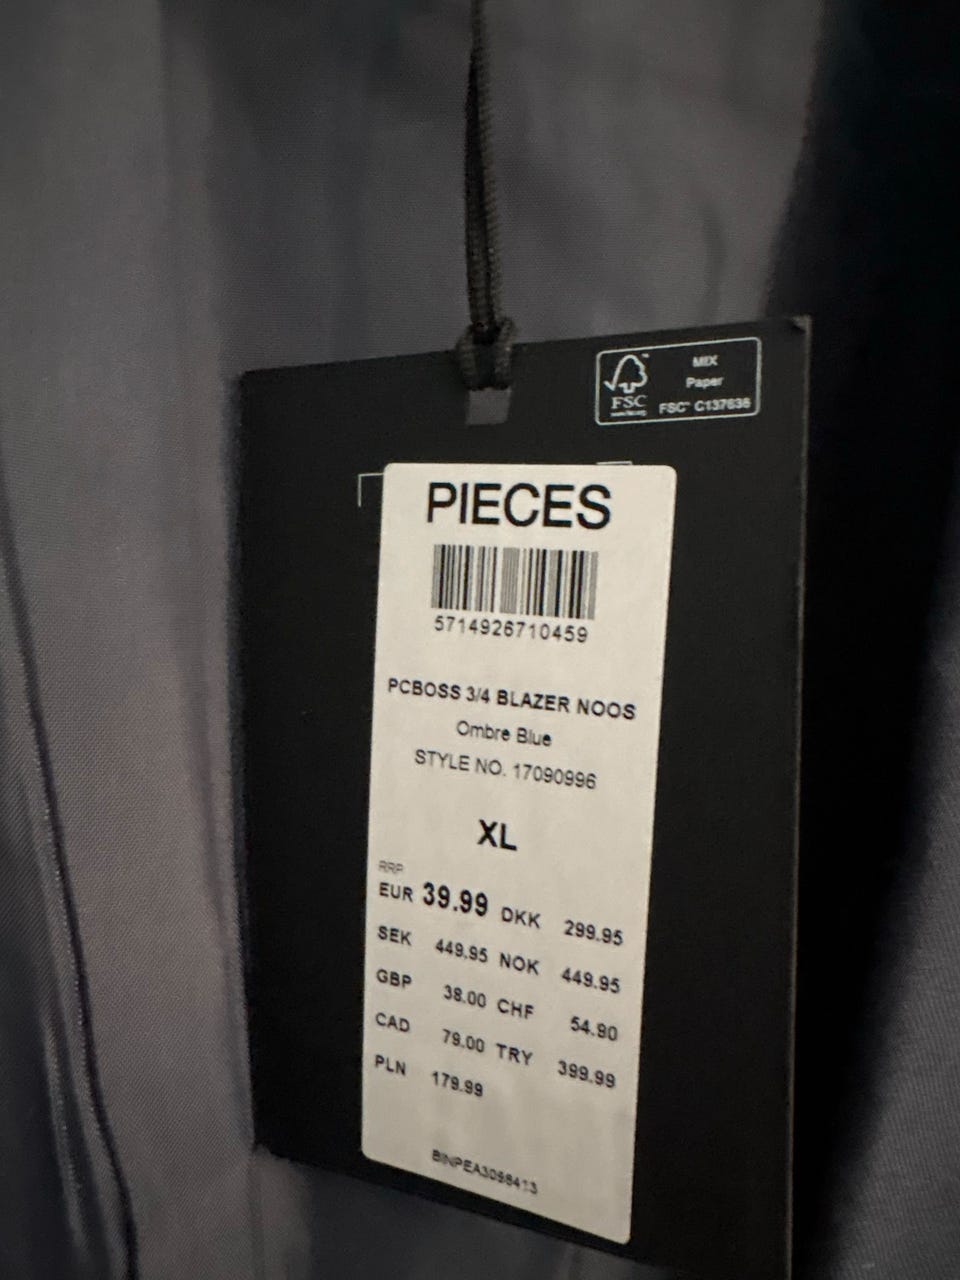 MIX
Paper
FSC
FSC™ C137636
PIECES
5714926710459
PCBOSS 3/4 BLAZER NOOS
Ombre Blue
STYLE NO. 17090996
XL
RRP
EUR 39.99 DKK 299.95
SEK 449.95 NOK 449.95
GBP 38.00 CHF 54.90
CAD 79.00 TRY 399.99
PLN 179.99